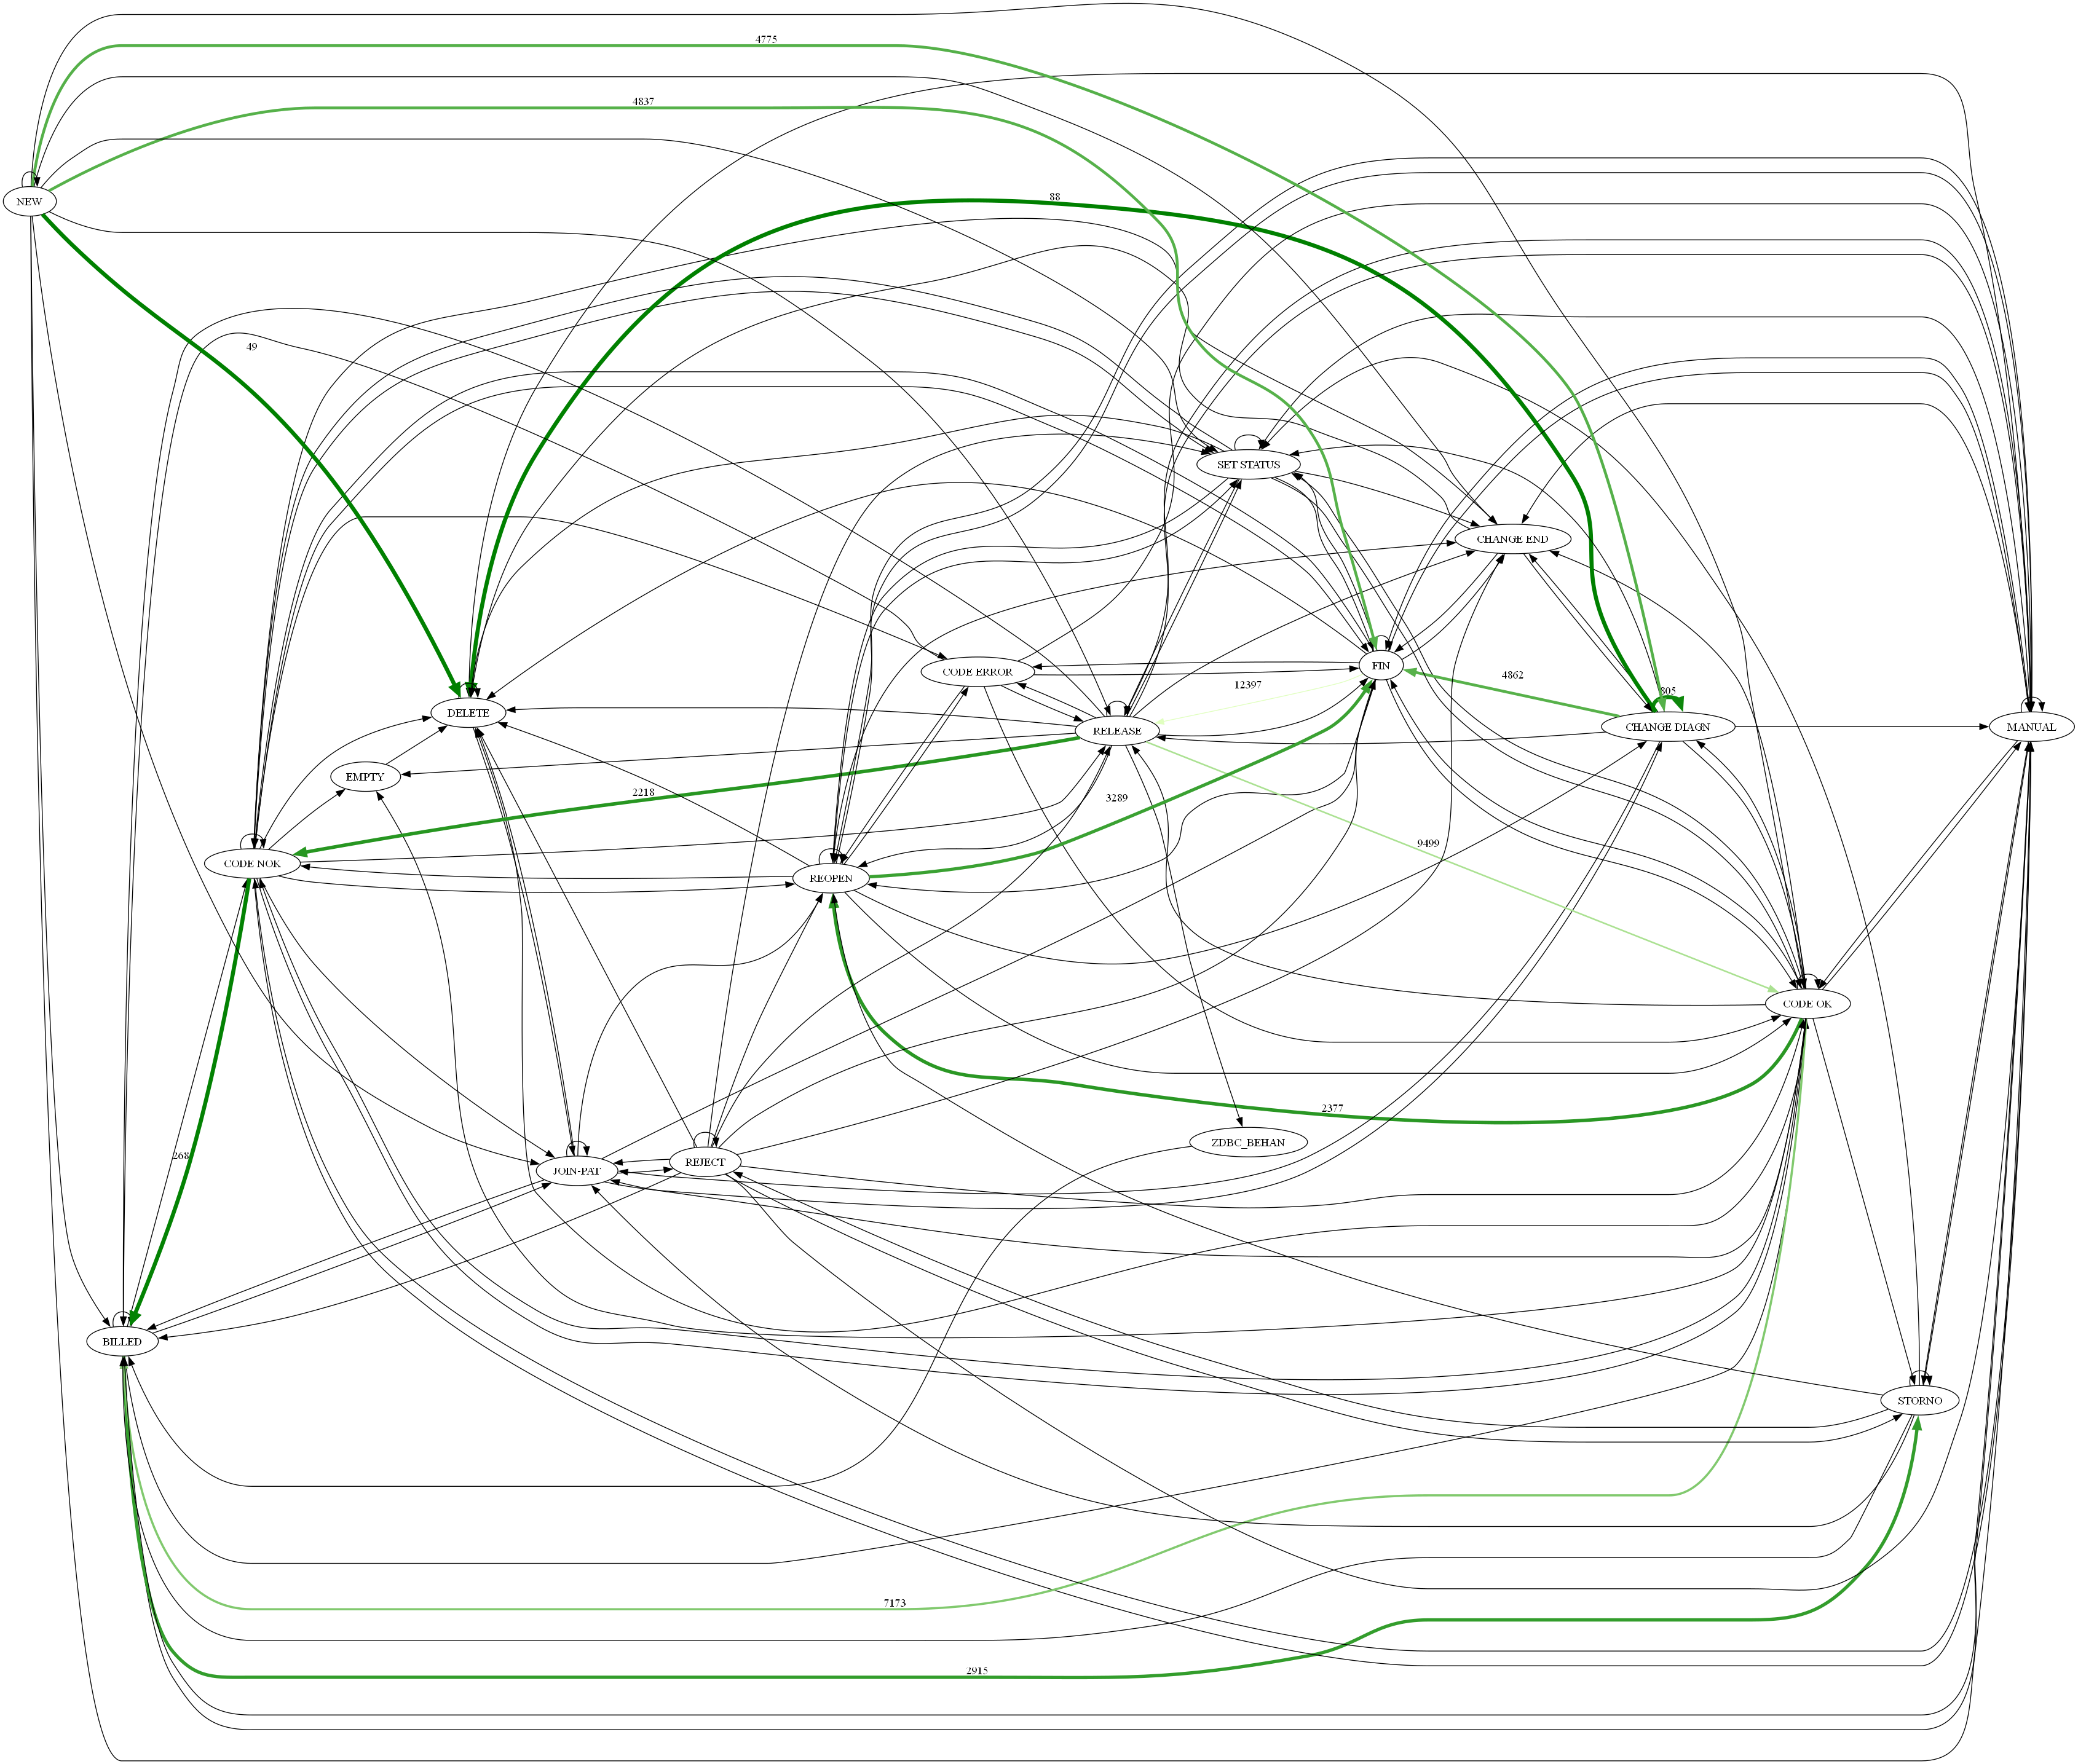 4775
4837
NEW
88
49
SET STATUS
CHANGE END
FIN
CODE ERROR
4862
805
12397
DELETE
CHANGE DIAGN
MANUAL
RELEASE
EMPTY
2218
3289
9499
CODE NOK
REOPEN
CODE OK
2377
ZDBC_BEHAN
268
REJECT
JOIN-PAT
BILLED
STORNO
7173
2915